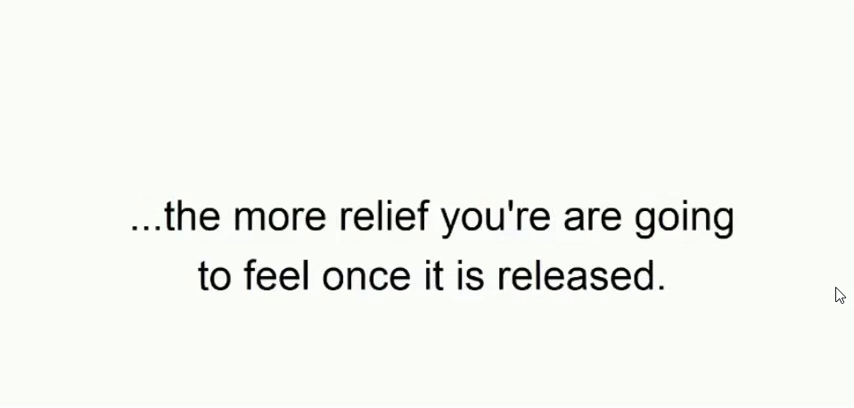 ...the more relief you're are going
to feel once it is released.